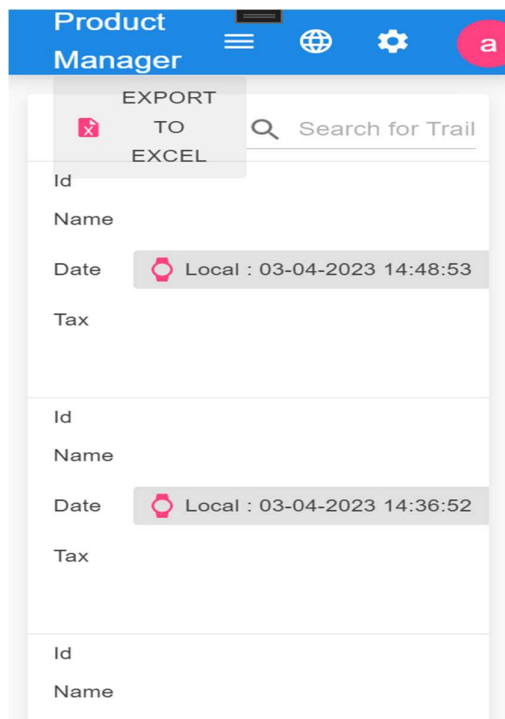 Product
Manager
a
EXPORT
TO
EXCEL
Search for Trail
Id
Name
Date Local : 03-04-2023 14:48:53
Tax
Id
Name
Date Local : 03-04-2023 14:36:52
Tax
Id
Name